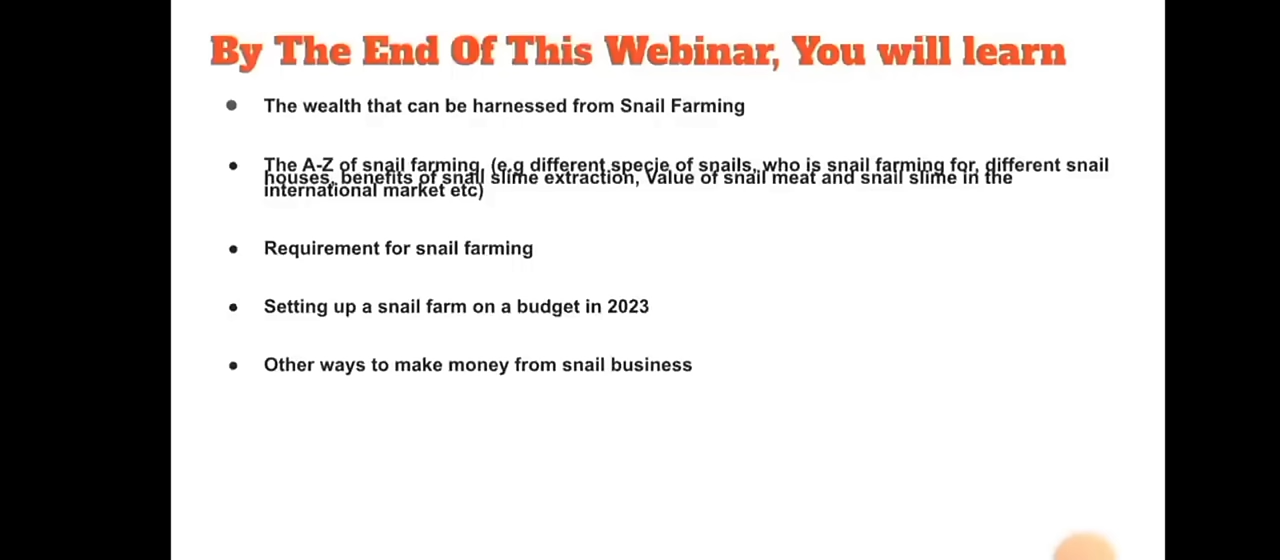 By The End Of This Webinar, You will learn
● The wealth that can be harnessed from Snail Farming
● The A-Z of snail farming, (e.g different specie of snails, who is snail farming for, different snail
houses, benefits of snail slime extraction, Value of snail meat and snail slime in the
international market etc)
● Requirement for snail farming
● Setting up a snail farm on a budget in 2023
● Other ways to make money from snail business